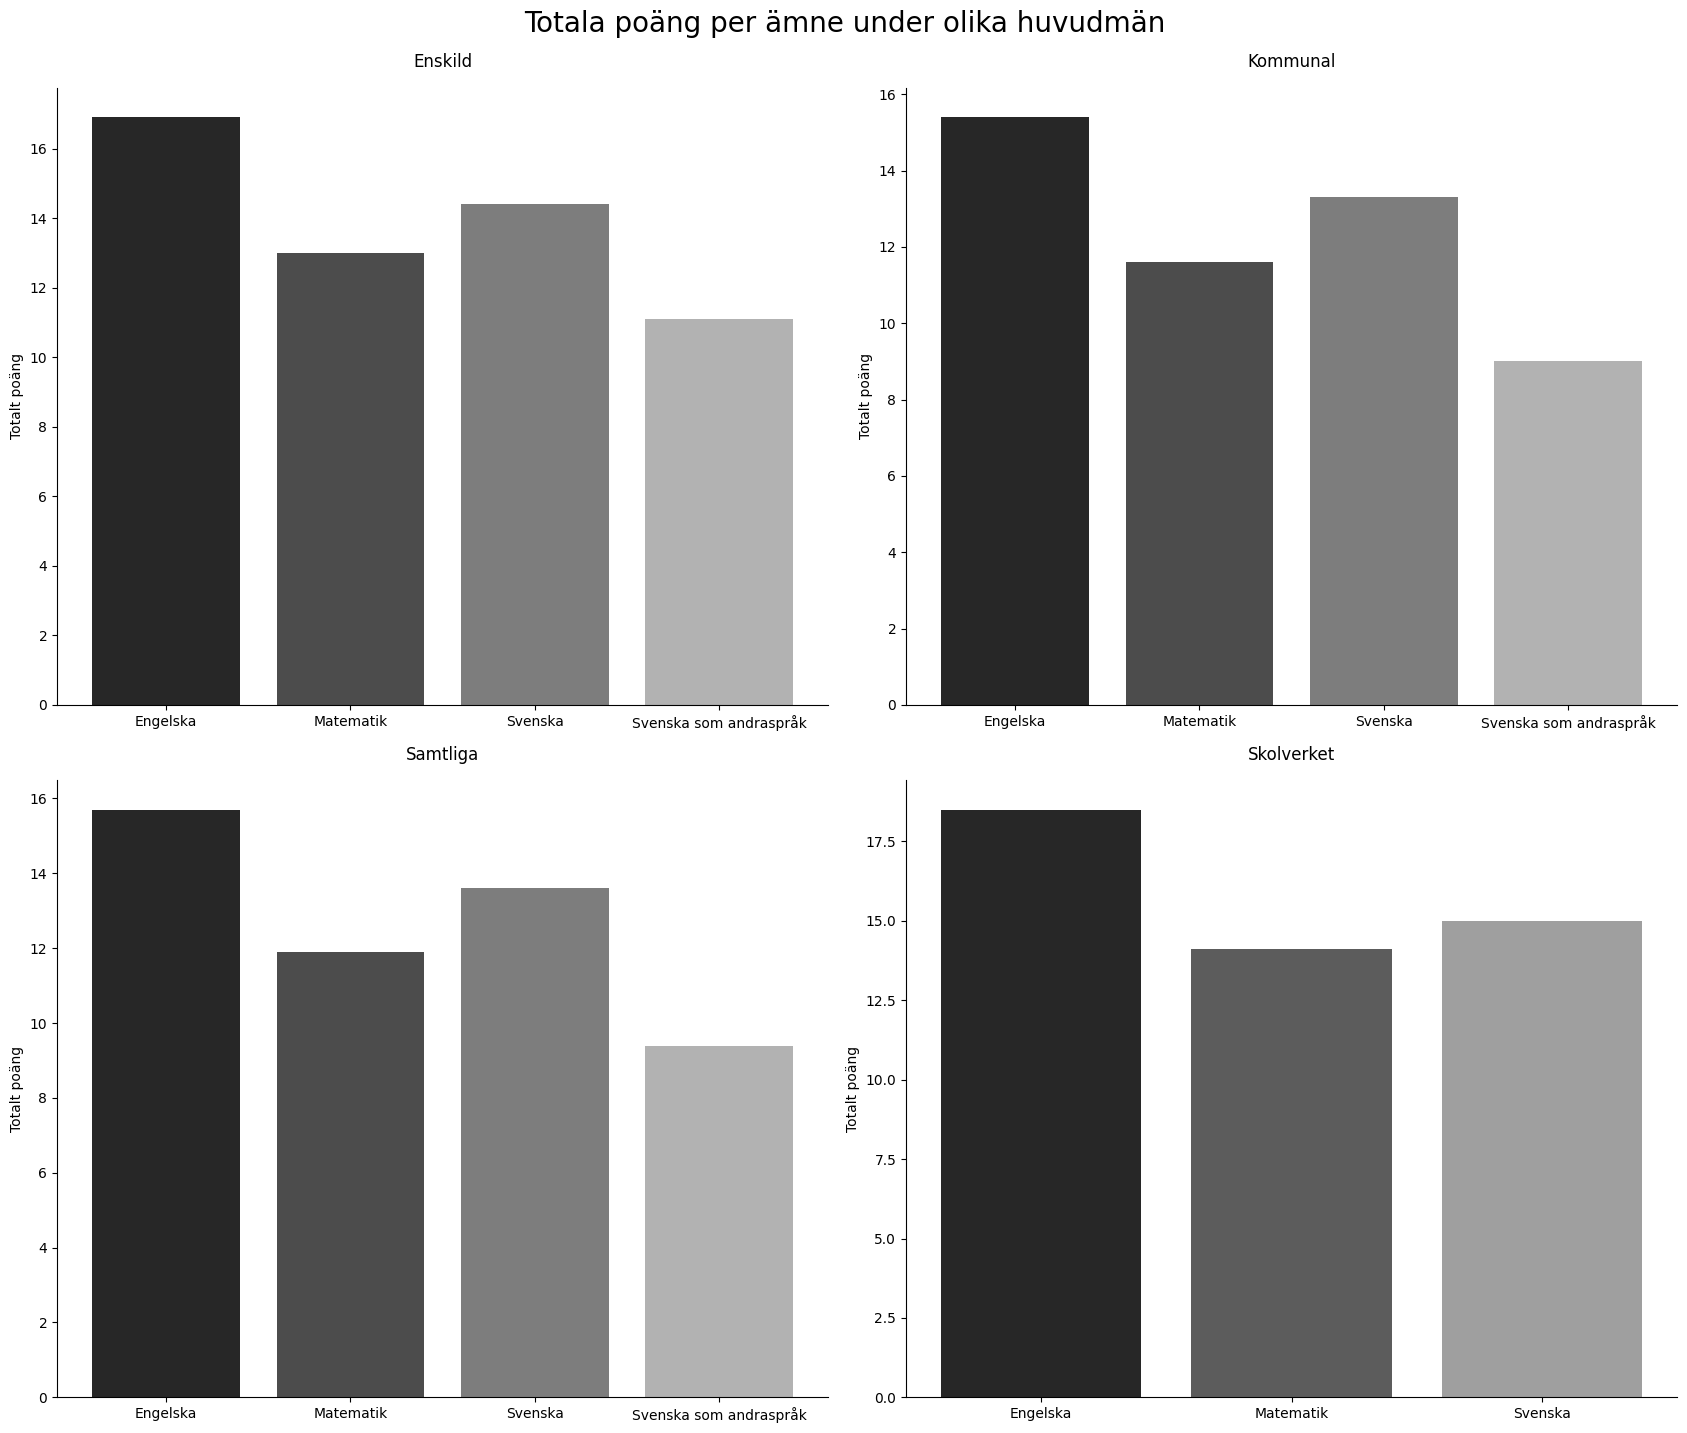 Totala poäng per ämne under olika huvudmän
Enskild
Totalt poäng
16
14
12
10
8
6
4
2
0
Engelska Matematik Svenska Svenska som andraspråk
Kommunal
Totalt poäng
16
14
12
10
8
6
4
2
0
Engelska Matematik Svenska Svenska som andraspråk
Samtliga
Totalt poäng
16
14
12
10
8
6
4
2
0
Engelska Matematik Svenska Svenska som andraspråk
Skolverket
Totalt poäng
17.5
15.0
12.5
10.0
7.5
5.0
2.5
0.0
Engelska Matematik Svenska